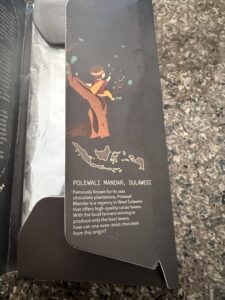 POLEWALI MANDAR, SULAWESI
Famously known for its vast
chocolate plantations, Polewali
Mandar is a regency in West Sulawesi
that offers high-quality cacao beans.
With the local farmers striving to
produce only the best beans,
how can one even resist chocolate
from this origin?